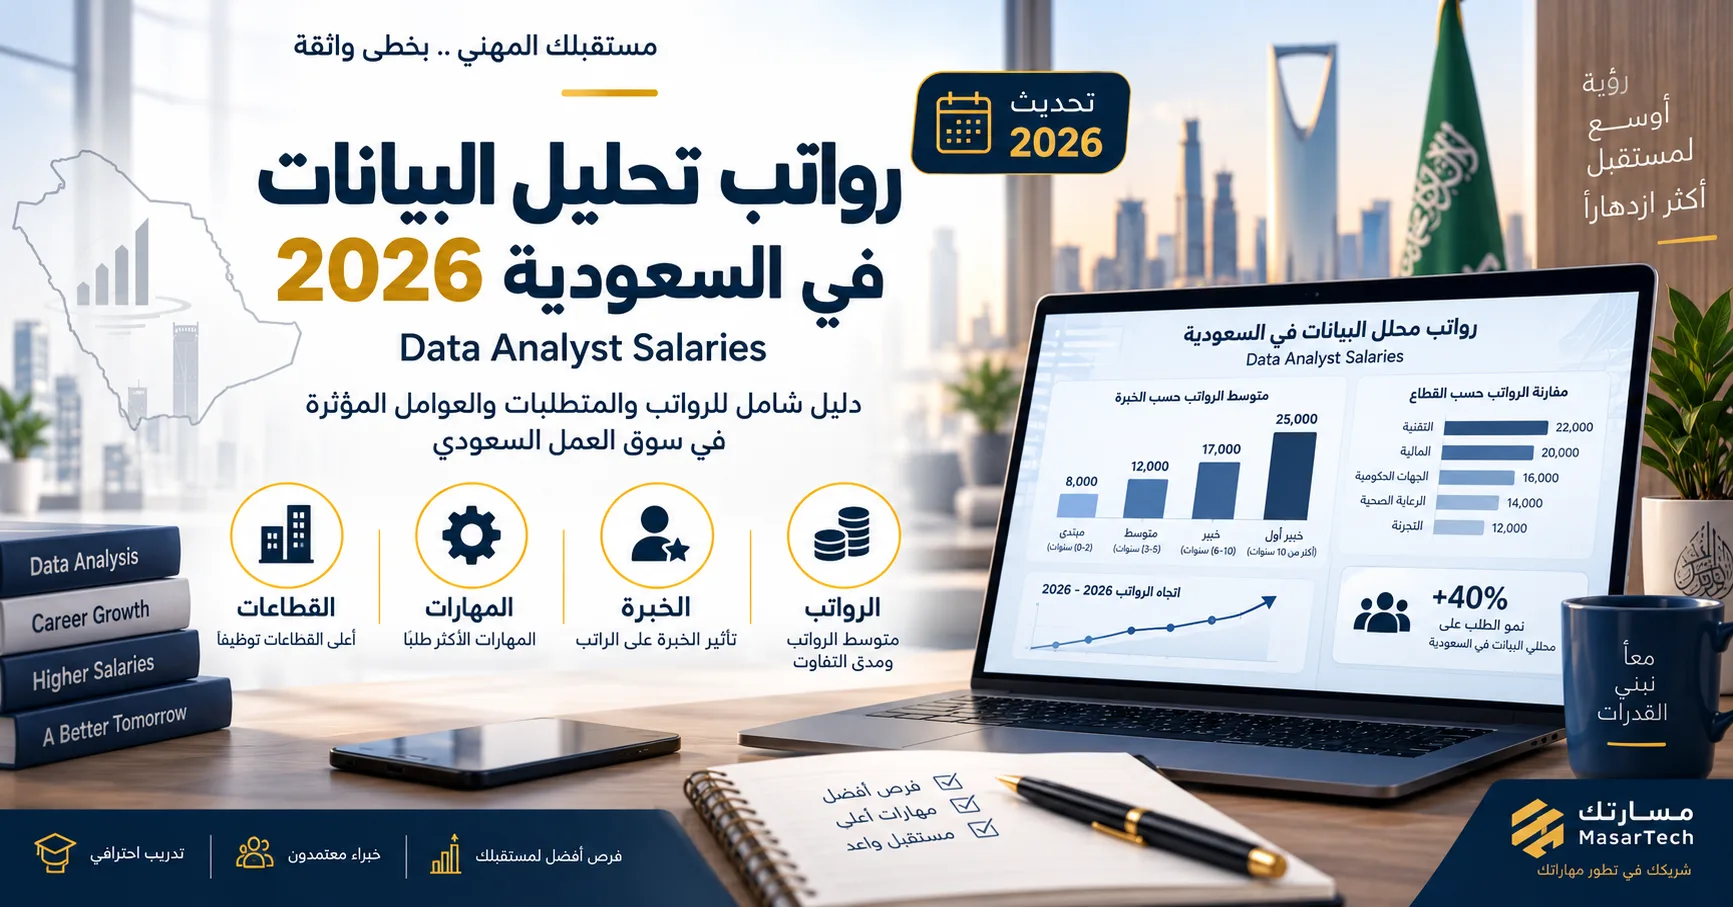 مستقبلك المهني .. بخطى واثقة
تحديث
2026
رواتب تحليل البيانات
في السعودية 2026
Data Analyst Salaries
دليل شامل للرواتب والمتطلبات والعوامل المؤثرة
في سوق العمل السعودي
الرواتب
متوسط الرواتب
ومدى التفاوت
الخبرة
تأثير الخبرة على الراتب
المهارات
المهارات الأكثر طلبًا
القطاعات
أعلى القطاعات توظيفاً
رؤية
أوسـع
لمستقبل
أكثر ازدهاراً
رواتب محلل البيانات في السعودية
Data Analyst Salaries
مفارنة الرواتب حسب القطاع
التقنية 22,000
المالية 20,000
الجهات الحكومية 16,000
الرعاية الصحية 14,000
التجرنة 12,000
متوسط الرواتب حسب الخبرة
8,000
12,000
17,000
25,000
مبتدى
(0-2 سنوات)
متوسط
(3-5 سنوات)
خبير
(6-10 سنوات)
خبير أول
(أكثر من 10 سنوات)
اتجاه الرواتب 2026 - 2026
+40%
نمو الطلب على
محللي البيانت في السعودية
Data Analysis
Career Growth
Higher Salaries
A Better Tomorrow
معاً
نبني
القدرات
فرص أفضل
مهارات أعلى
مستقبل واعد
فرص أفضل لمستقبلك
خبراء معتمدون
تدريب احترافي
مسارتك
MasarTech
شريكك في تطور مهاراتك